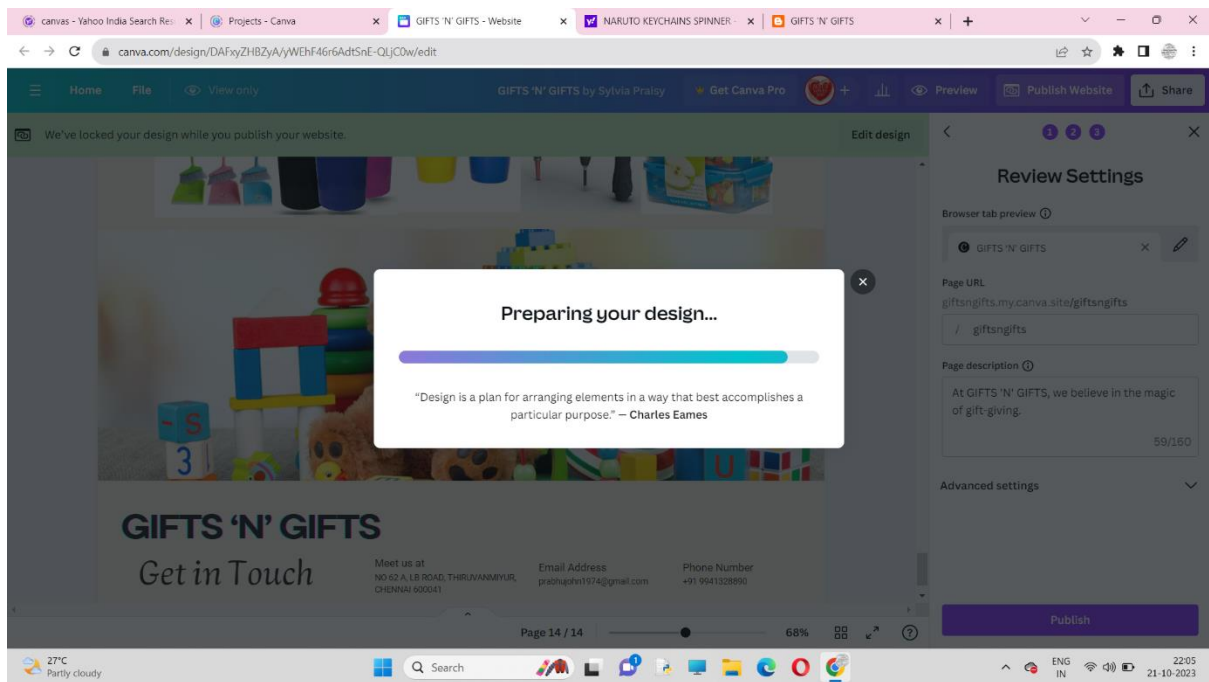 canvas - Yahoo India Search Res
Projects - Canva
GIFTS 'N' GIFTS - Website
NARUTO KEYCHAINS SPINNER -
GIFTS 'N' GIFTS
canva.com/design/DAFxyZHBZyA/yWEhF46r6AdtSnE-QLjC0w/edit
Home
File
View only
GIFTS 'N' GIFTS by Sylvia Praisy
Get Canva Pro
Preview
Publish Website
Share
We've locked your design while you publish your website.
Edit design
1 2 3
Review Settings
Browser tab preview
GIFTS 'N' GIFTS
Page URL
giftsngifts.my.canva.site/giftsngifts
/ giftsngifts
Page description
At GIFTS 'N' GIFTS, we believe in the magic
of gift-giving.
59/160
Advanced settings
Publish
Preparing your design...
“Design is a plan for arranging elements in a way that best accomplishes a
particular purpose.” — Charles Eames
S
3
U
GIFTS ‘N’ GIFTS
Get in Touch
Meet us at
NO 62 A, LB ROAD, THIRUVANMIYUR,
CHENNAI 600041
Email Address
prabhujohn1974@gmail.com
Phone Number
+91 9941328890
Page 14 / 14
68%
27°C
Partly cloudy
Search
ENG
IN
22:05
21-10-2023